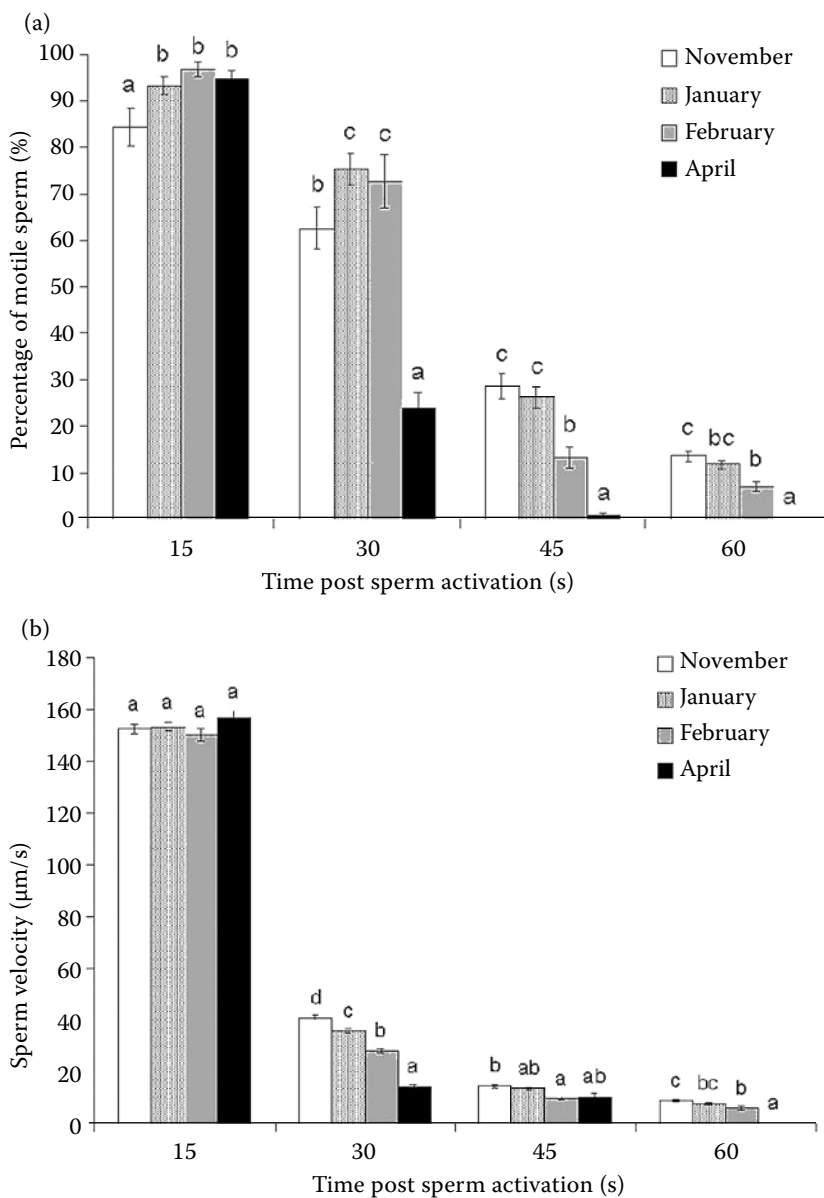 (a)
Percentage of motile sperm (%)
100
90
80
70
60
50
40
30
20
10
0
a b b b
b c c a
c c b a
c bc b a
November
January
February
April
15 30 45 60
Time post sperm activation (s)
(b)
Sperm velocity (µm/s)
180
160
140
120
100
80
60
40
20
0
a a a a
d c b a
b ab a ab
c bc b a
November
January
February
April
15 30 45 60
Time post sperm activation (s)